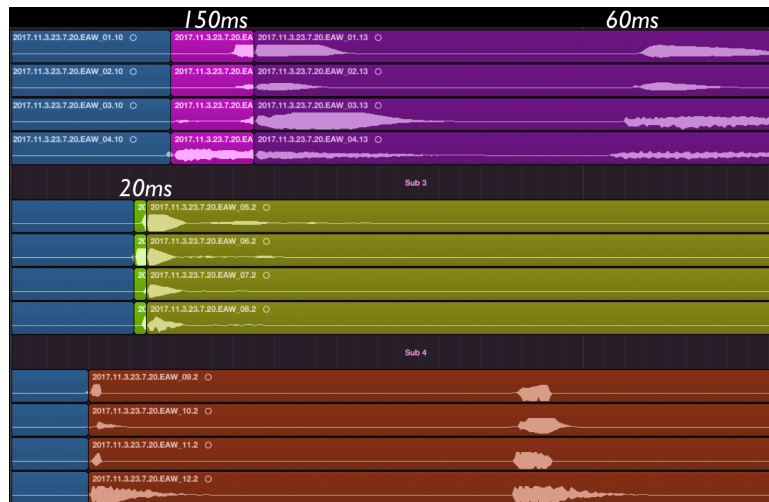 150ms 60ms
2017.11.3.23.7.20.EAW_01.10 2017.11.3.23.7.20.EA 2017.11.3.23.7.20.EAW_01.13
2017.11.3.23.7.20.EAW_02.10 2017.11.3.23.7.20.EA 2017.11.3.23.7.20.EAW_02.13
2017.11.3.23.7.20.EAW_03.10 2017.11.3.23.7.20.EA 2017.11.3.23.7.20.EAW_03.13
2017.11.3.23.7.20.EAW_04.10 2017.11.3.23.7.20.EA 2017.11.3.23.7.20.EAW_04.13
Sub 3
20ms
20 2017.11.3.23.7.20.EAW_05.2
20 2017.11.3.23.7.20.EAW_06.2
20 2017.11.3.23.7.20.EAW_07.2
20 2017.11.3.23.7.20.EAW_08.2
Sub 4
2017.11.3.23.7.20.EAW_09.2
2017.11.3.23.7.20.EAW_10.2
2017.11.3.23.7.20.EAW_11.2
2017.11.3.23.7.20.EAW_12.2